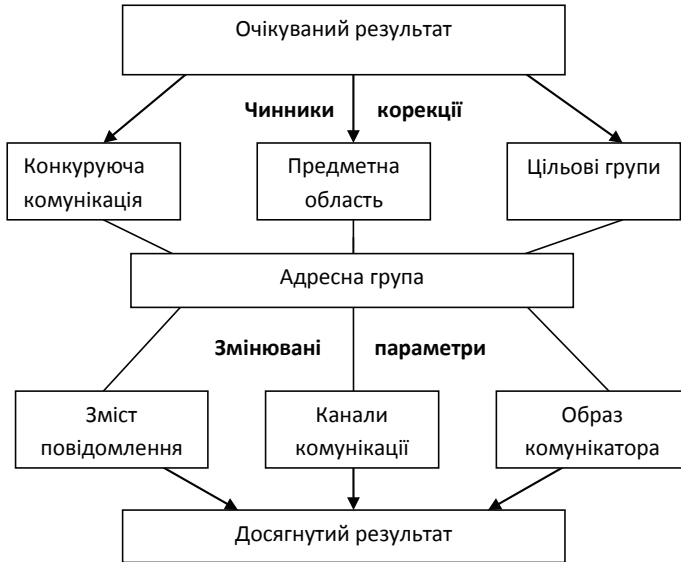 Очікуваний результат
Чинники корекції
Конкуруюча
комунікація
Предметна
область
Цільові групи
Адресна група
Змінювані параметри
Зміст
повідомлення
Канали
комунікації
Образ
комунікатора
Досягнутий результат